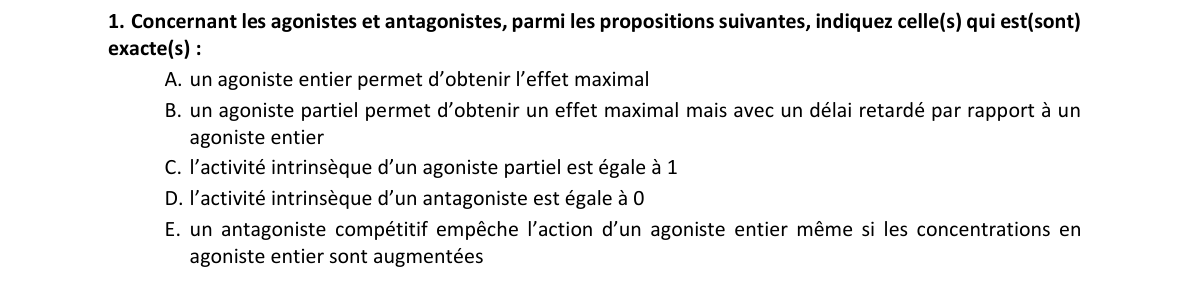 1. Concernant les agonistes et antagonistes, parmi les propositions suivantes, indiquez celle(s) qui est(sont)
exacte(s) :
A. un agoniste entier permet d’obtenir l’effet maximal
B. un agoniste partiel permet d’obtenir un effet maximal mais avec un délai retardé par rapport à un
agoniste entier
C. l’activité intrinsèque d’un agoniste partiel est égale à 1
D. l’activité intrinsèque d’un antagoniste est égale à 0
E. un antagoniste compétitif empêche l’action d’un agoniste entier même si les concentrations en
agoniste entier sont augmentées